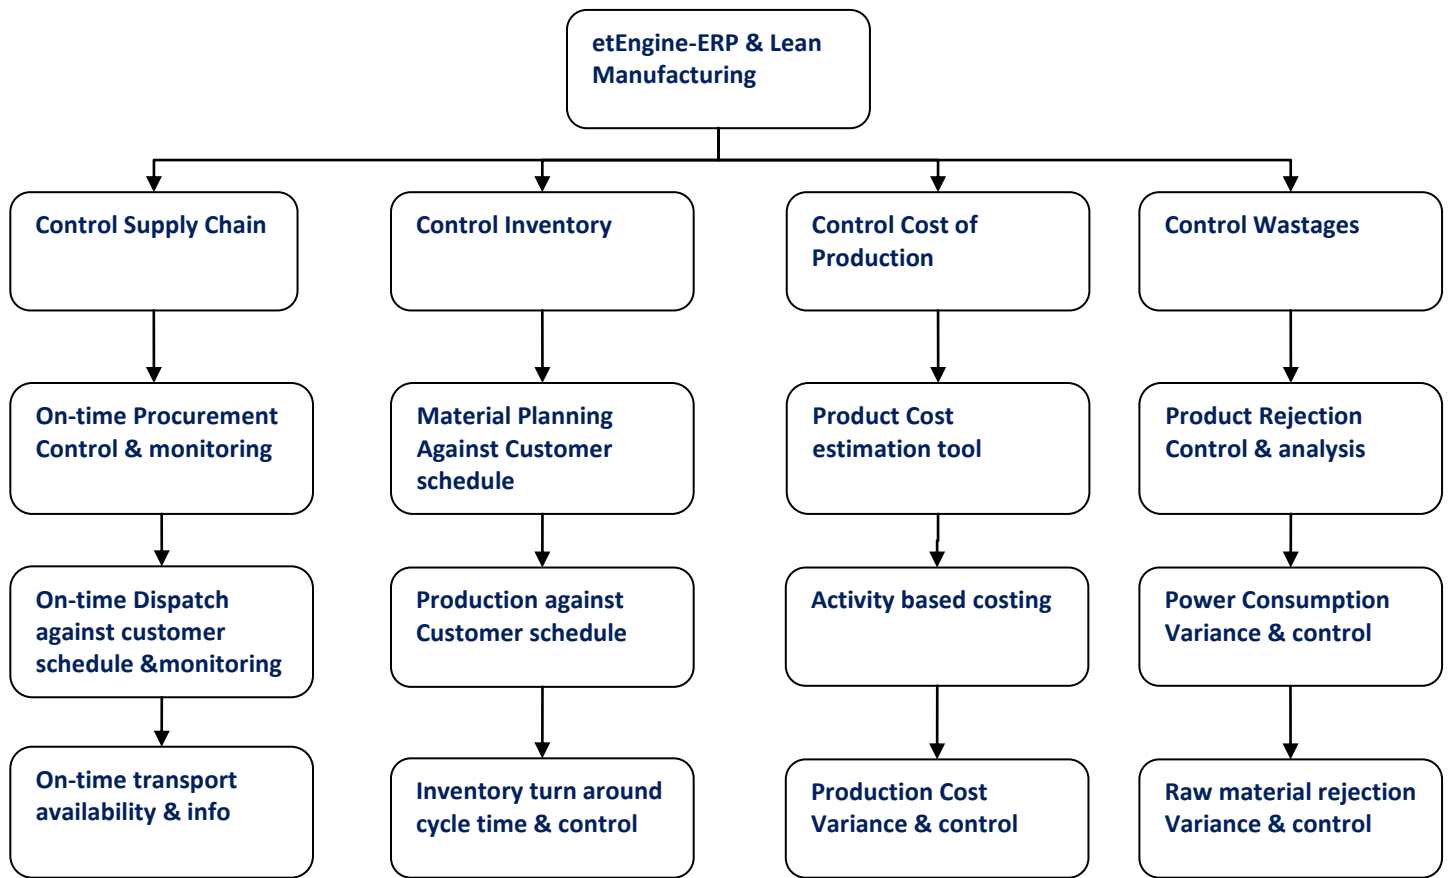 etEngine-ERP & Lean
Manufacturing
Control Supply Chain
Control Inventory
Control Cost of
Production
Control Wastages
On-time Procurement
Control & monitoring
Material Planning
Against Customer
schedule
Product Cost
estimation tool
Product Rejection
Control & analysis
On-time Dispatch
against customer
schedule &monitoring
Production against
Customer schedule
Activity based costing
Power Consumption
Variance & control
On-time transport
availability & info
Inventory turn around
cycle time & control
Production Cost
Variance & control
Raw material rejection
Variance & control